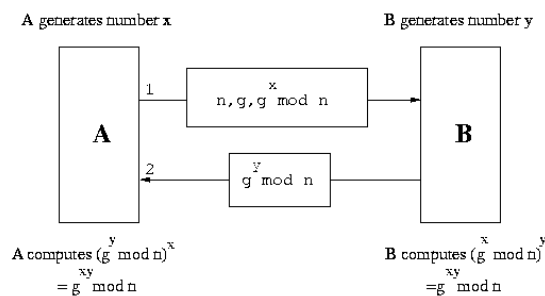 A generates number x
B generates number y
1
n,g,g^x mod n
A
B
2
g^y mod n
A computes (g^y mod n)^x
= g^xy mod n
B computes (g^x mod n)^y
=g^xy mod n